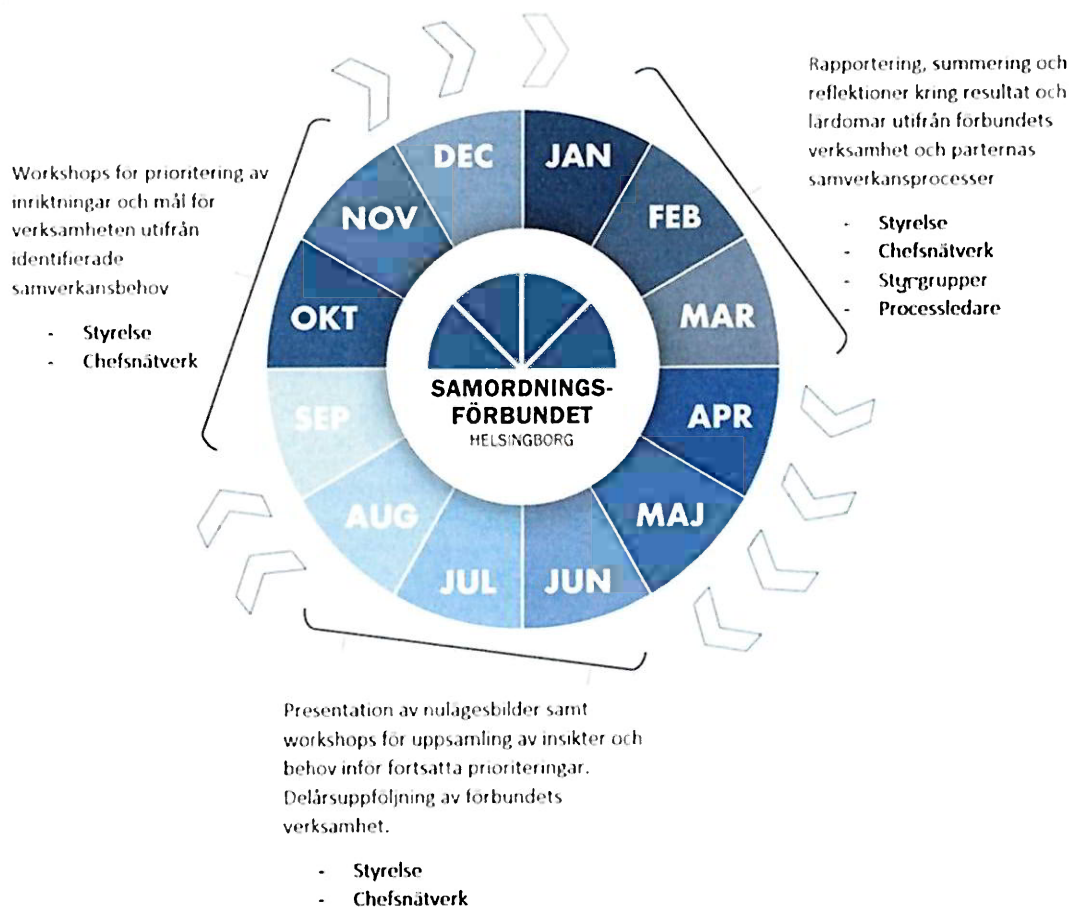 Rapportering, summering och
reflektioner kring resultat och
lärdomar utifrån förbundets
verksamhet och parternas
samverkansprocesser
- Styrelse
- Chefsnätverk
- Styrgrupper
- Processledare
Workshops för prioritering av
inriktningar och mål för
verksamheten utifrån
identifierade
samverkansbehov
- Styrelse
- Chefsnätverk
JAN
FEB
MAR
APR
MAJ
JUN
JUL
AUG
SEP
OKT
NOV
DEC
SAMORDNINGS-
FÖRBUNDET
HELSINGBORG
Presentation av nulägesbilder samt
workshops för uppsamling av insikter och
behov inför fortsatta prioriteringar.
Delårsuppföljning av förbundets
verksamhet.
- Styrelse
- Chefsnätverk